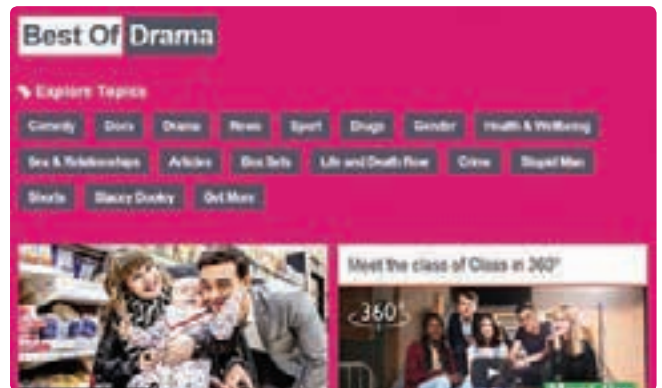 Best Of Drama
Explore Topics
Comedy Docs Drama News Sport Drugs Gender Health & Wellbeing
Sex & Relationships Articles Box Sets Life and Death Row Crime Stupid Man
Shorts Stacey Dooley Get More
Meet the class of Class in 360°
360°